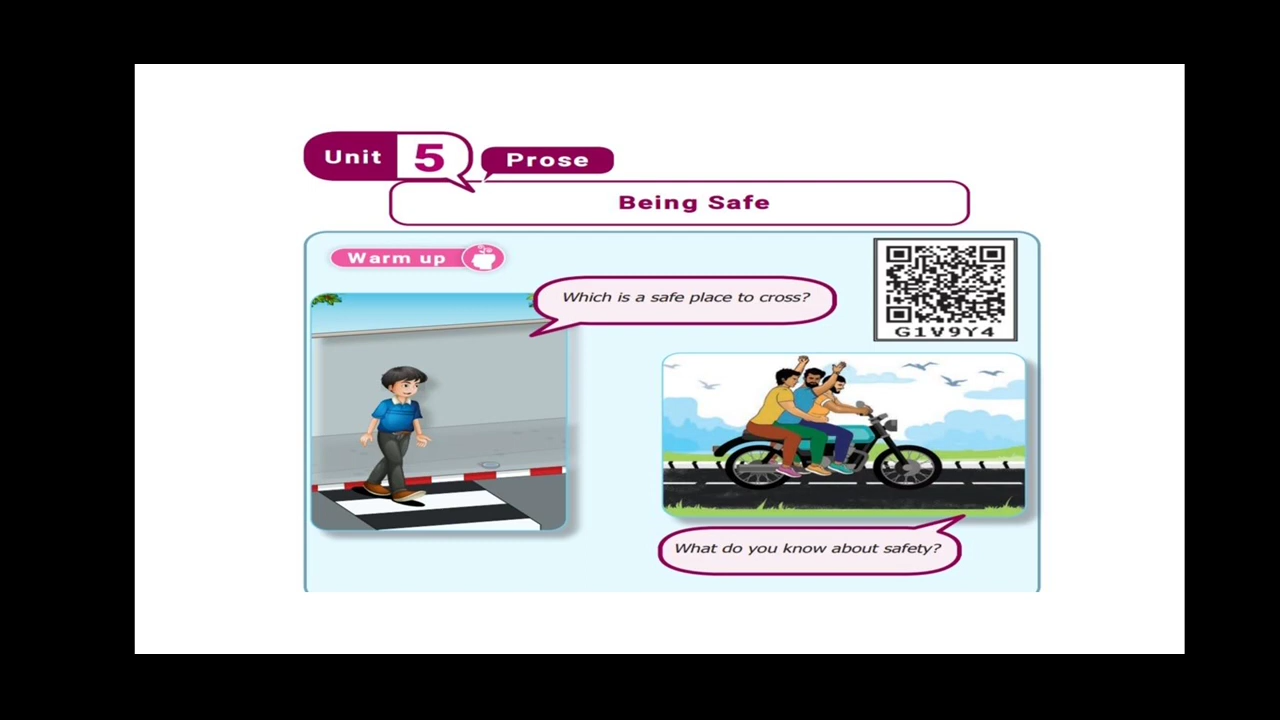 Unit 5 Prose
Being Safe
Warm up
Which is a safe place to cross?
G1V9Y4
What do you know about safety?